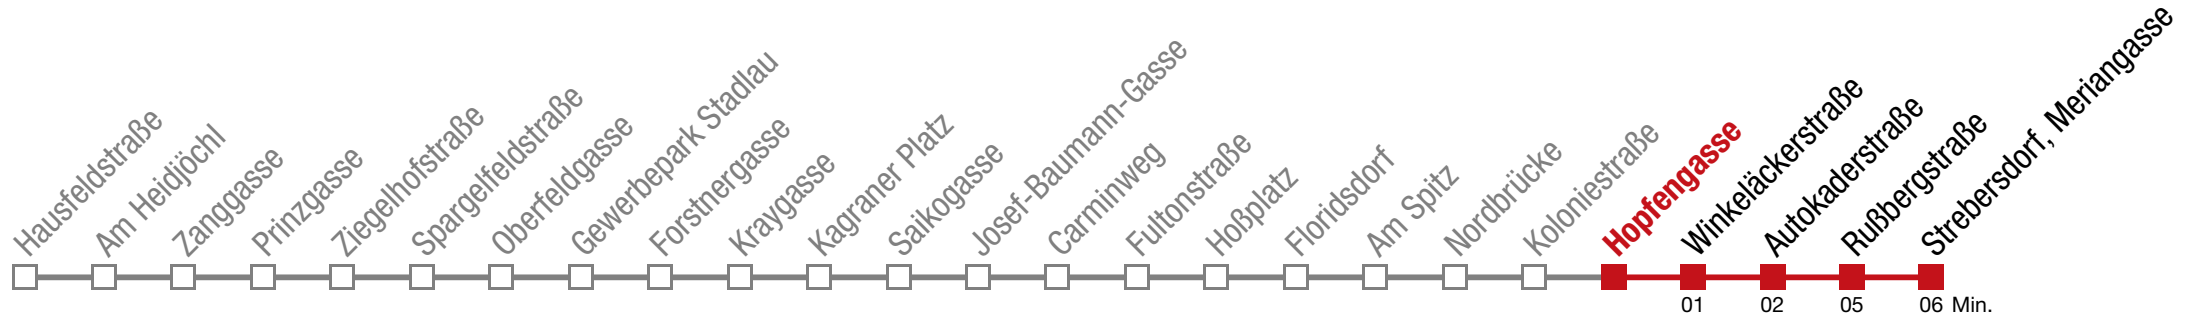 Hausfeldstraße
Am Heidjöchl
Zanggasse
Prinzgasse
Ziegelhofstraße
Spargelfeldstraße
Oberfeldgasse
Gewerbepark Stadlau
Forstnergasse
Kraygasse
Kagraner Platz
Saikogasse
Josef-Baumann-Gasse
Carminweg
Fultonstraße
Hoßplatz
Floridsdorf
Am Spitz
Nordbrücke
Koloniestraße
Hopfengasse
Winkeläckerstraße
Autokaderstraße
Rußbergstraße
Strebersdorf, Meriangasse
01 02 05 06 Min.